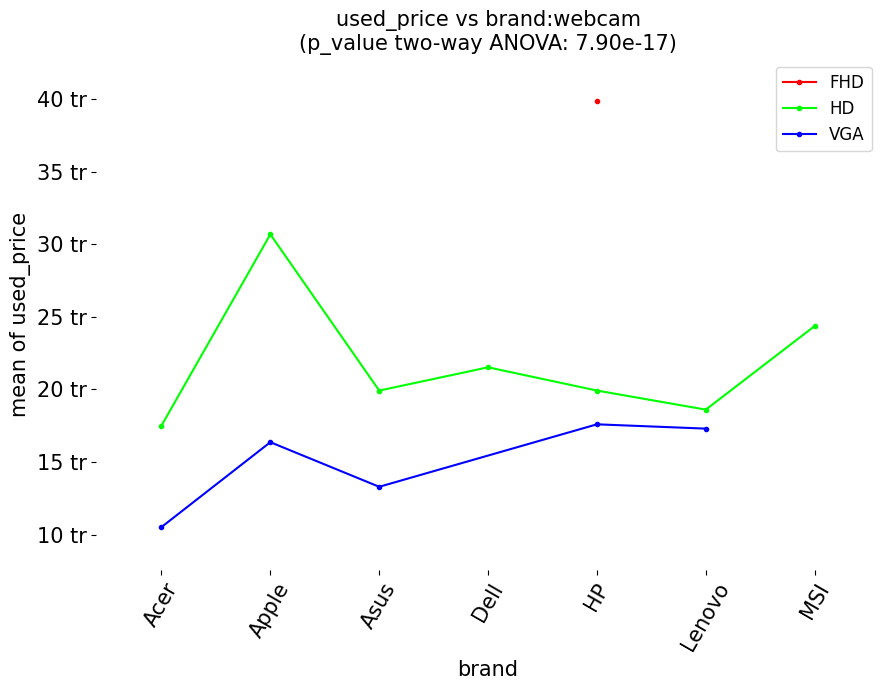 used_price vs brand:webcam
(p_value two-way ANOVA: 7.90e-17)
FHD
HD
VGA
mean of used_price
40 tr
35 tr
30 tr
25 tr
20 tr
15 tr
10 tr
Acer
Apple
Asus
Dell
HP
Lenovo
MSI
brand